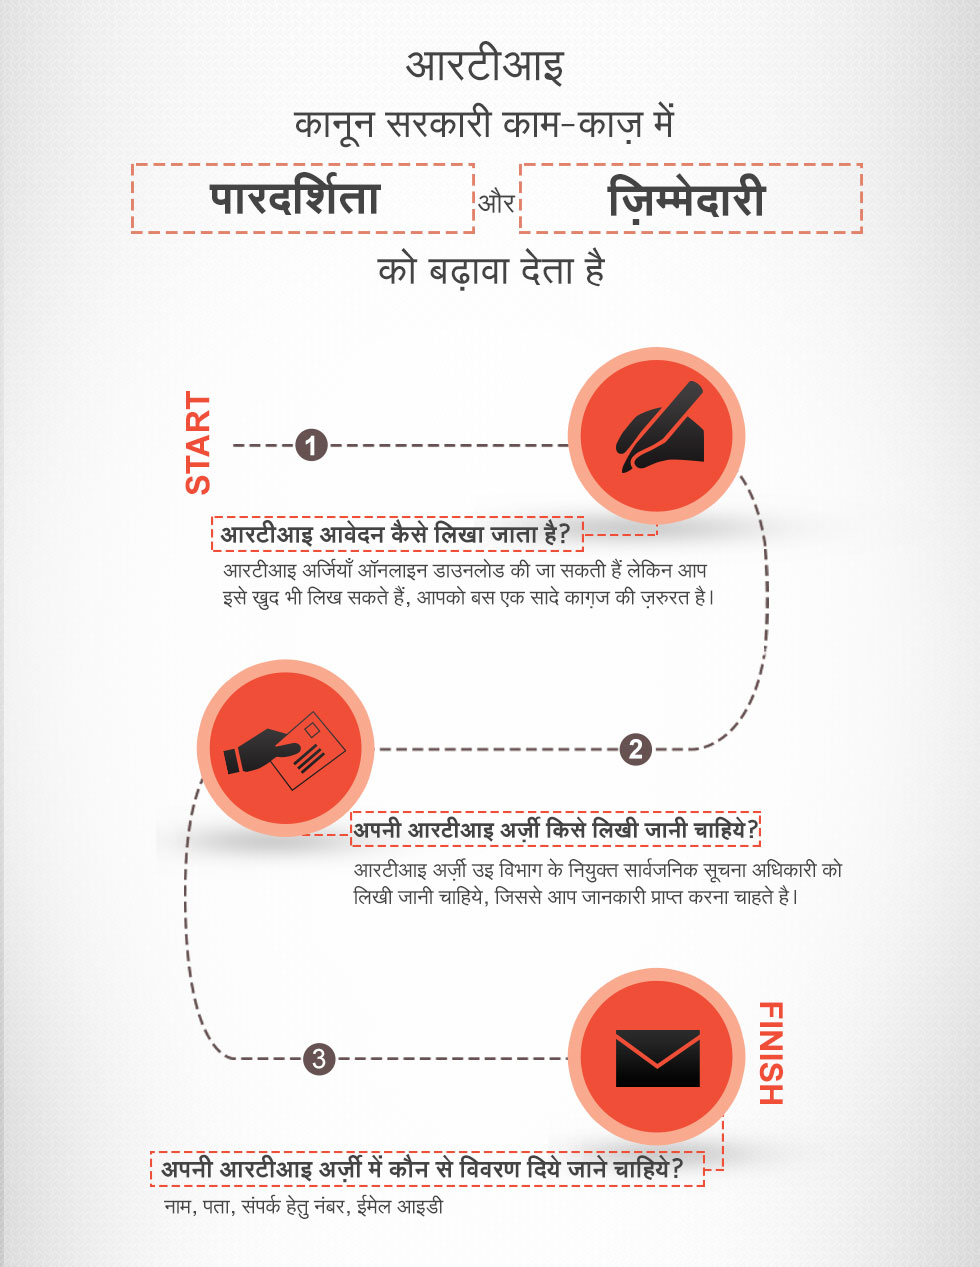 आरटीआइ
कानून सरकारी काम-काज़ में
पारदर्शिता और ज़िम्मेदारी
को बढ़ावा देता है
START
1
आरटीआइ आवेदन कैसे लिखा जाता है?
आरटीआइ अर्जियाँ ऑनलाइन डाउनलोड की जा सकती हैं लेकिन आप
इसे खुद भी लिख सकते हैं, आपको बस एक सादे काग़ज की ज़रुरत है।
2
अपनी आरटीआइ अर्ज़ी किसे लिखी जानी चाहिये?
आरटीआइ अर्ज़ी उइ विभाग के नियुक्त सार्वजनिक सूचना अधिकारी को
लिखी जानी चाहिये, जिससे आप जानकारी प्राप्त करना चाहते है।
3
FINISH
अपनी आरटीआइ अर्ज़ी में कौन से विवरण दिये जाने चाहिये?
नाम, पता, संपर्क हेतु नंबर, ईमेल आइडी